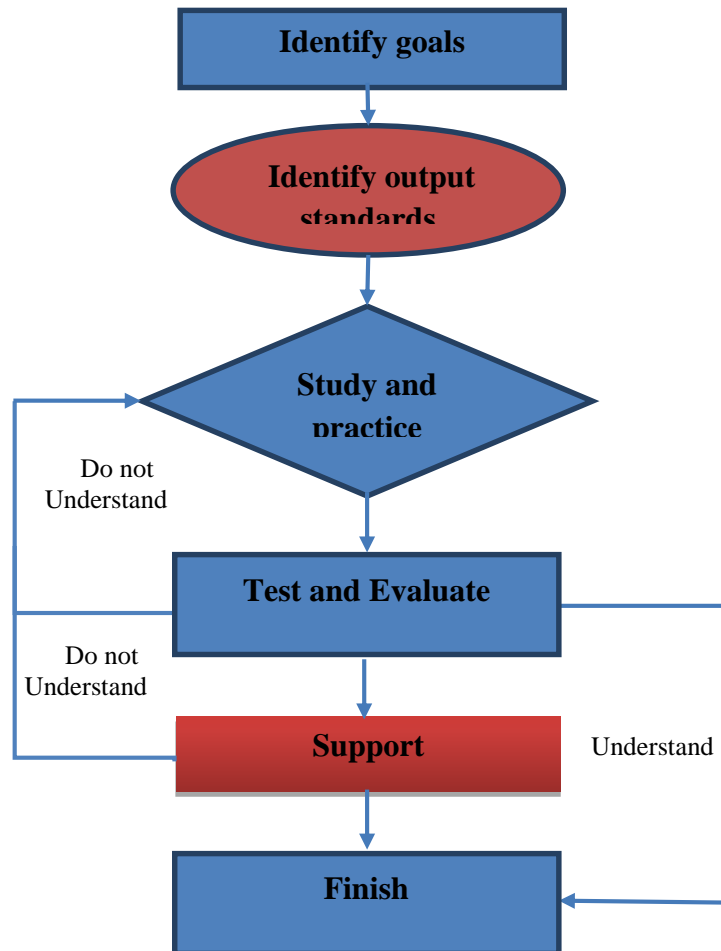 Identify goals
Identify output
standards
Study and
practice
Do not
Understand
Test and Evaluate
Do not
Understand
Support
Understand
Finish